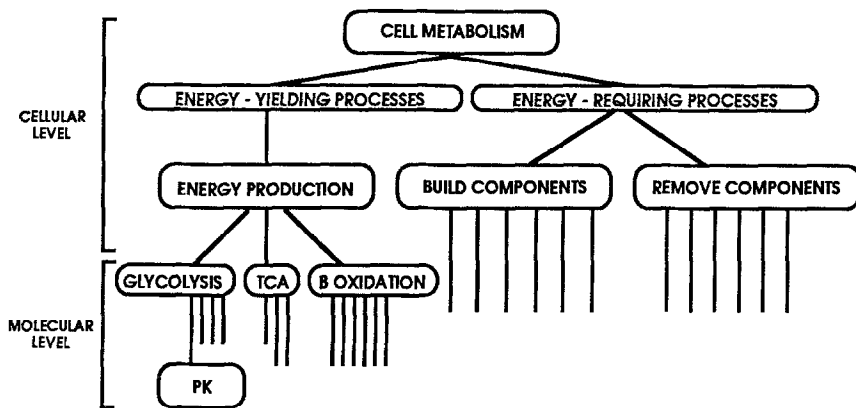 CELL METABOLISM
ENERGY - YIELDING PROCESSES
ENERGY - REQUIRING PROCESSES
CELLULAR
LEVEL
ENERGY PRODUCTION
BUILD COMPONENTS
REMOVE COMPONENTS
GLYCOLYSIS
TCA
B OXIDATION
MOLECULAR
LEVEL
PK